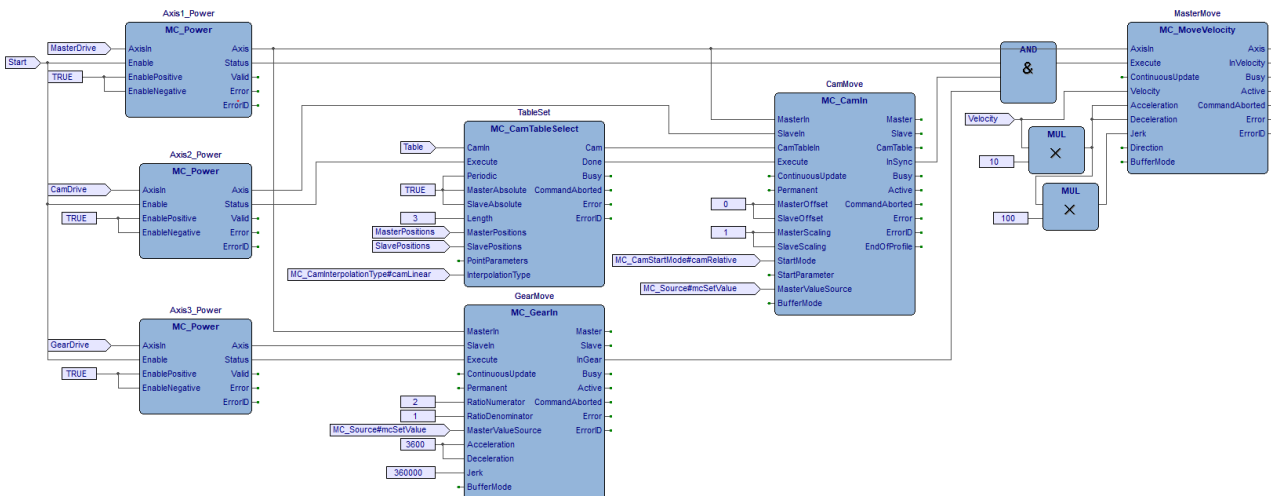 Axis1_Power
MC_Power
MasterDrive
AxisIn
Axis
Start
Enable
Status
TRUE
EnablePositive
Valid
EnableNegative
Error
ErrorID
Axis2_Power
MC_Power
CamDrive
AxisIn
Axis
Enable
Status
TRUE
EnablePositive
Valid
EnableNegative
Error
ErrorID
Axis3_Power
MC_Power
GearDrive
AxisIn
Axis
Enable
Status
TRUE
EnablePositive
Valid
EnableNegative
Error
ErrorID
TableSet
MC_CamTableSelect
Table
CamIn
Cam
Execute
Done
Periodic
Busy
TRUE
MasterAbsolute
CommandAborted
SlaveAbsolute
Error
3
Length
ErrorID
MasterPositions
MasterPositions
SlavePositions
SlavePositions
PointParameters
MC_CamInterpolationType#camLinear
InterpolationType
GearMove
MC_GearIn
MasterIn
Master
SlaveIn
Slave
Execute
InGear
ContinuousUpdate
Busy
Permanent
Active
2
RatioNumerator
CommandAborted
1
RatioDenominator
Error
MC_Source#mcSetValue
MasterValueSource
ErrorID
3600
Acceleration
Deceleration
360000
Jerk
BufferMode
CamMove
MC_CamIn
MasterIn
Master
SlaveIn
Slave
CamTableIn
CamTable
Execute
InSync
ContinuousUpdate
Busy
Permanent
Active
0
MasterOffset
CommandAborted
SlaveOffset
Error
1
MasterScaling
ErrorID
SlaveScaling
EndOfProfile
MC_CamStartMode#camRelative
StartMode
StartParameter
MC_Source#mcSetValue
MasterValueSource
BufferMode
AND
&
Velocity
MUL
×
10
MUL
×
100
MasterMove
MC_MoveVelocity
AxisIn
Axis
Execute
InVelocity
ContinuousUpdate
Busy
Velocity
Active
Acceleration
CommandAborted
Deceleration
Error
Jerk
ErrorID
Direction
BufferMode